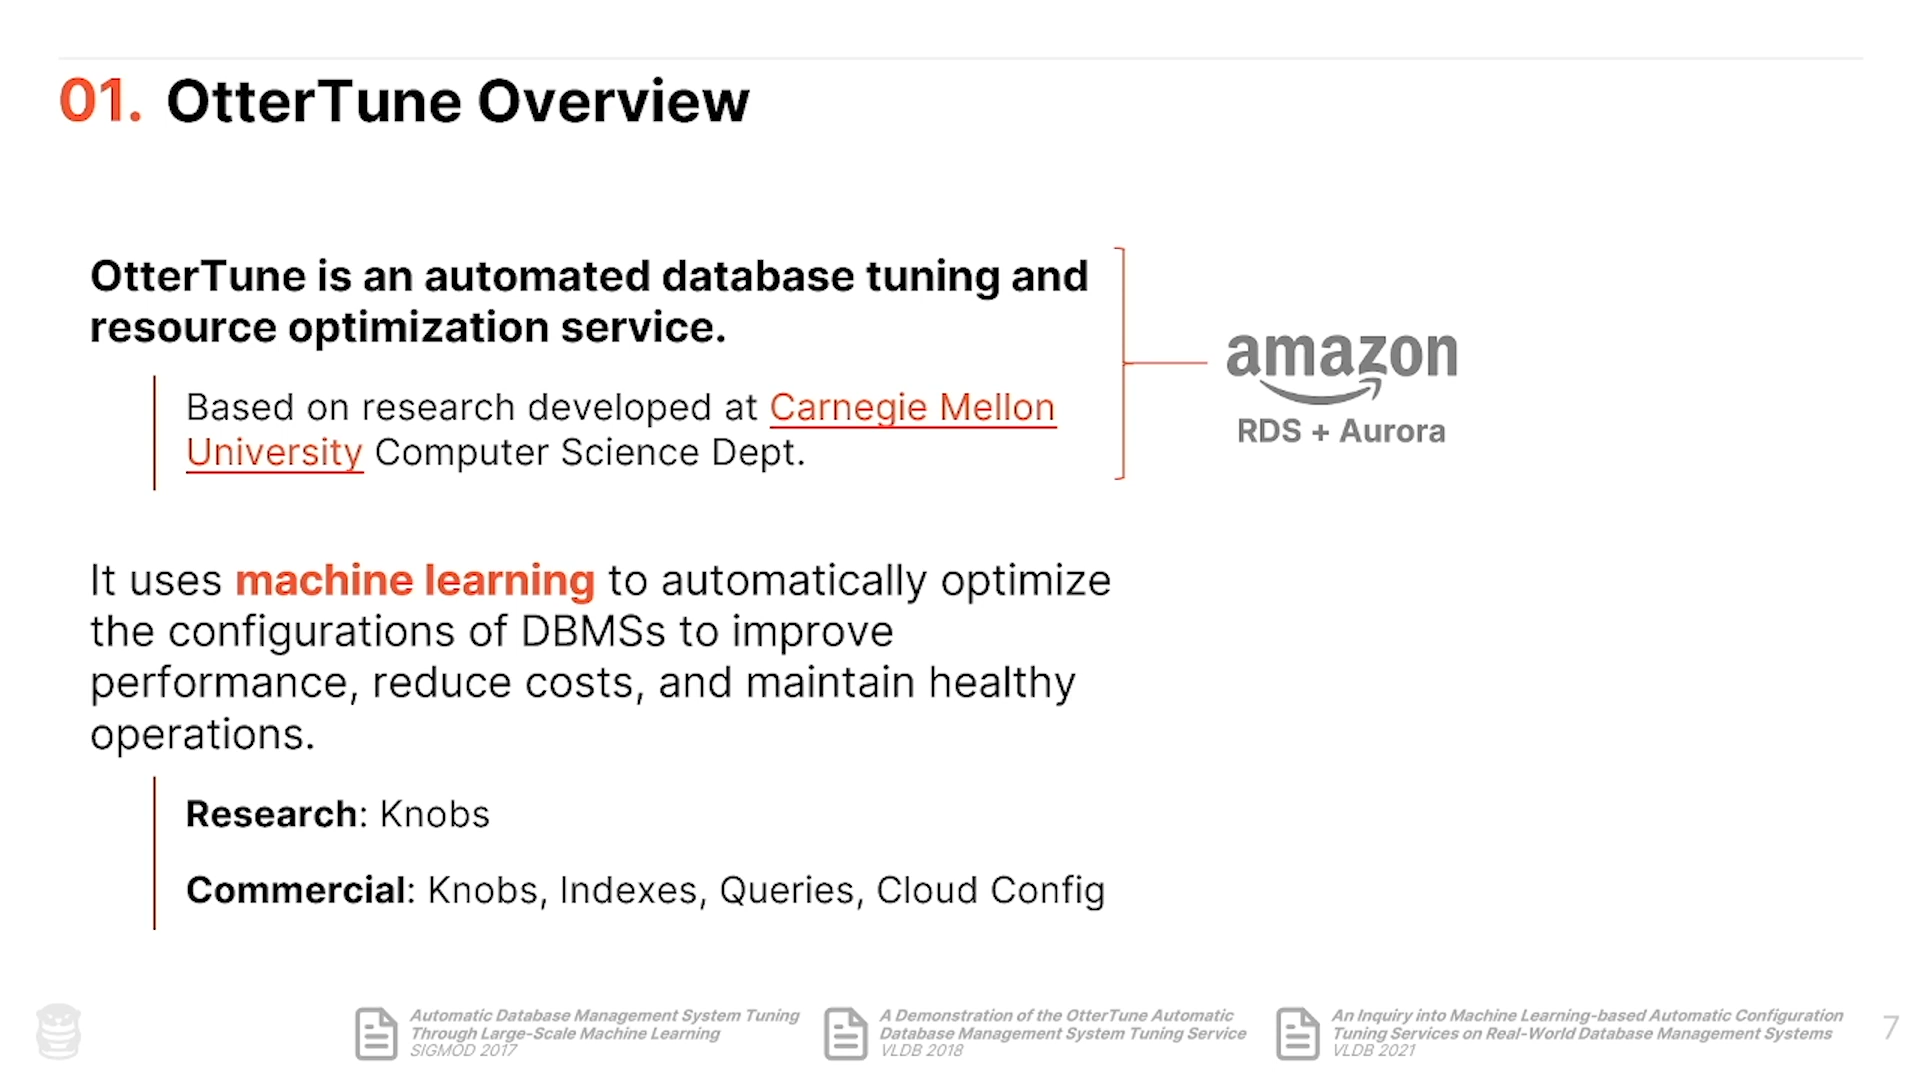 01. OtterTune Overview
OtterTune is an automated database tuning and
resource optimization service.
Based on research developed at Carnegie Mellon
University Computer Science Dept.
amazon
RDS + Aurora
It uses machine learning to automatically optimize
the configurations of DBMSs to improve
performance, reduce costs, and maintain healthy
operations.
Research: Knobs
Commercial: Knobs, Indexes, Queries, Cloud Config
Automatic Database Management System Tuning
Through Large-Scale Machine Learning
SIGMOD 2017
A Demonstration of the OtterTune Automatic
Database Management System Tuning Service
VLDB 2018
An Inquiry into Machine Learning-based Automatic Configuration
Tuning Services on Real-World Database Management Systems
VLDB 2021
7